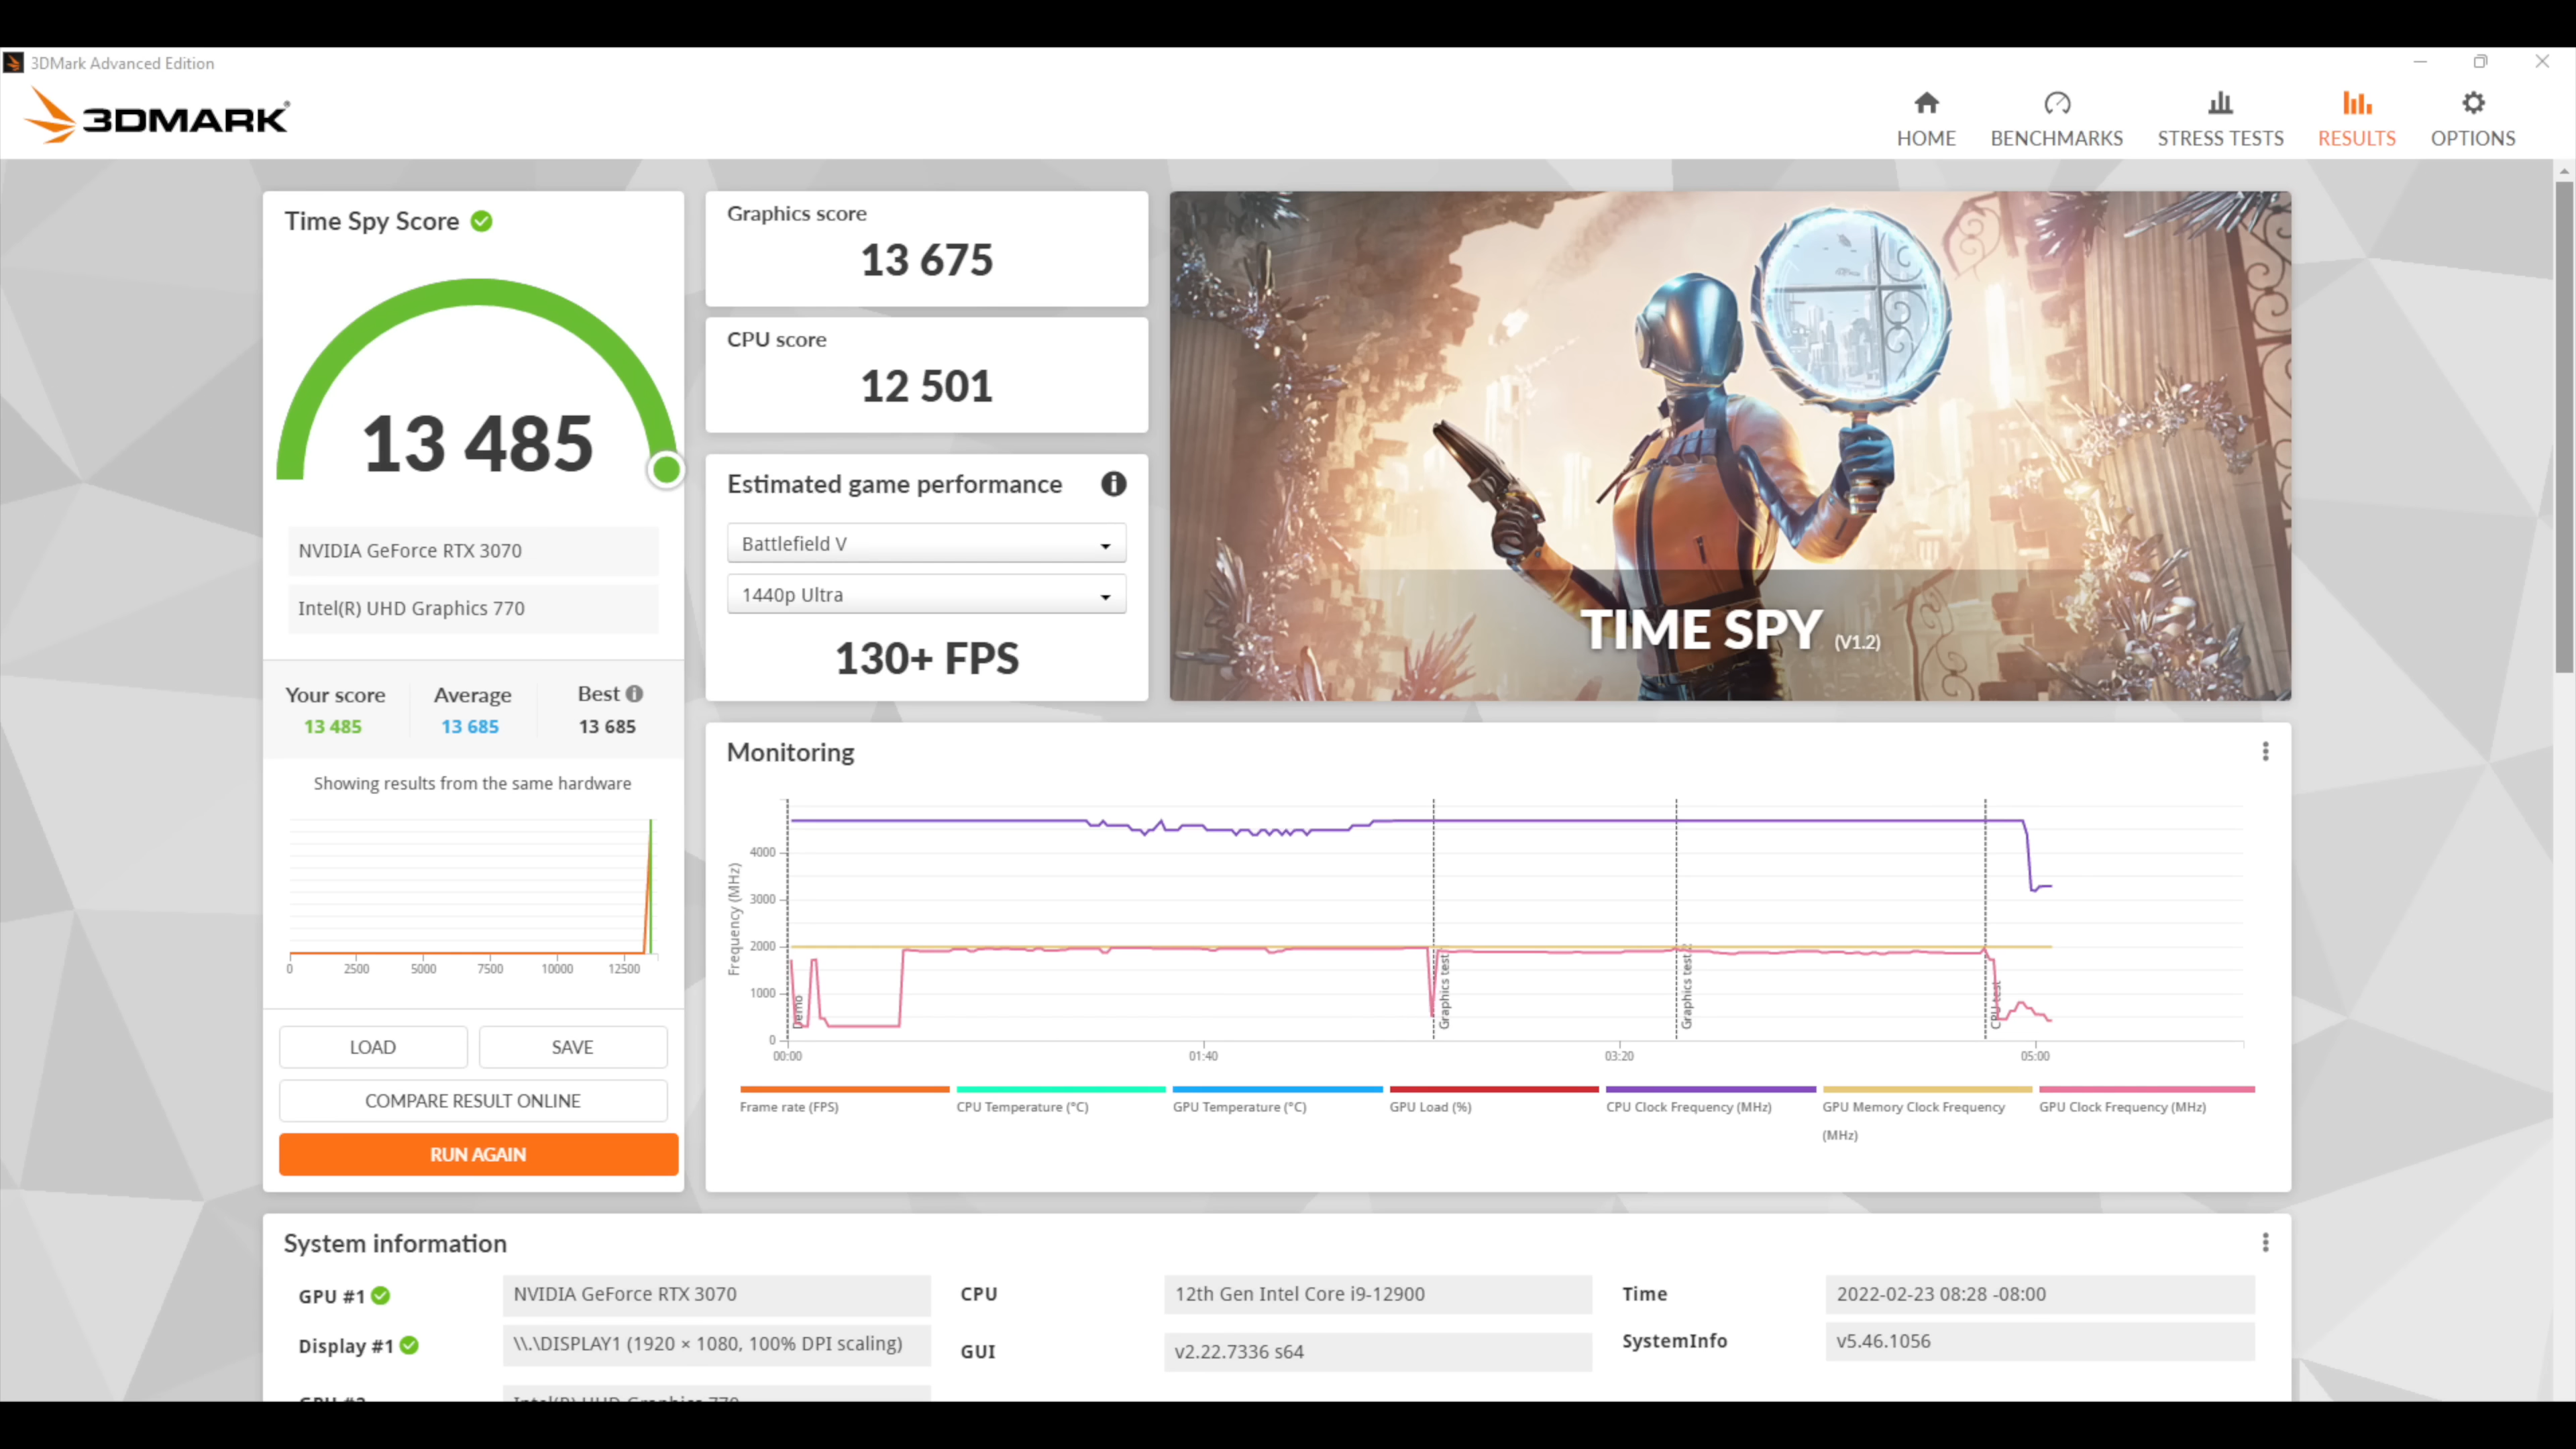 3DMark Advanced Edition
3DMARK®
HOME
BENCHMARKS
STRESS TESTS
RESULTS
OPTIONS
Time Spy Score
13 485
NVIDIA GeForce RTX 3070
Intel(R) UHD Graphics 770
Your score
Average
Best
13 485
13 685
13 685
Showing results from the same hardware
0 2500 5000 7500 10000 12500
LOAD
SAVE
COMPARE RESULT ONLINE
RUN AGAIN
Graphics score
13 675
CPU score
12 501
Estimated game performance
Battlefield V
1440p Ultra
130+ FPS
TIME SPY (V1.2)
Monitoring
Frequency (MHz)
4000
3000
2000
1000
0
Demo
Graphics test
Graphics test 2
CPU test
00:00 01:40 03:20 05:00
Frame rate (FPS)
CPU Temperature (°C)
GPU Temperature (°C)
GPU Load (%)
CPU Clock Frequency (MHz)
GPU Memory Clock Frequency
(MHz)
GPU Clock Frequency (MHz)
System information
GPU #1
NVIDIA GeForce RTX 3070
Display #1
\\.\DISPLAY1 (1920 × 1080, 100% DPI scaling)
GPU #2
Intel(R) UHD Graphics 770
CPU
12th Gen Intel Core i9-12900
GUI
v2.22.7336 s64
Time
2022-02-23 08:28 -08:00
SystemInfo
v5.46.1056